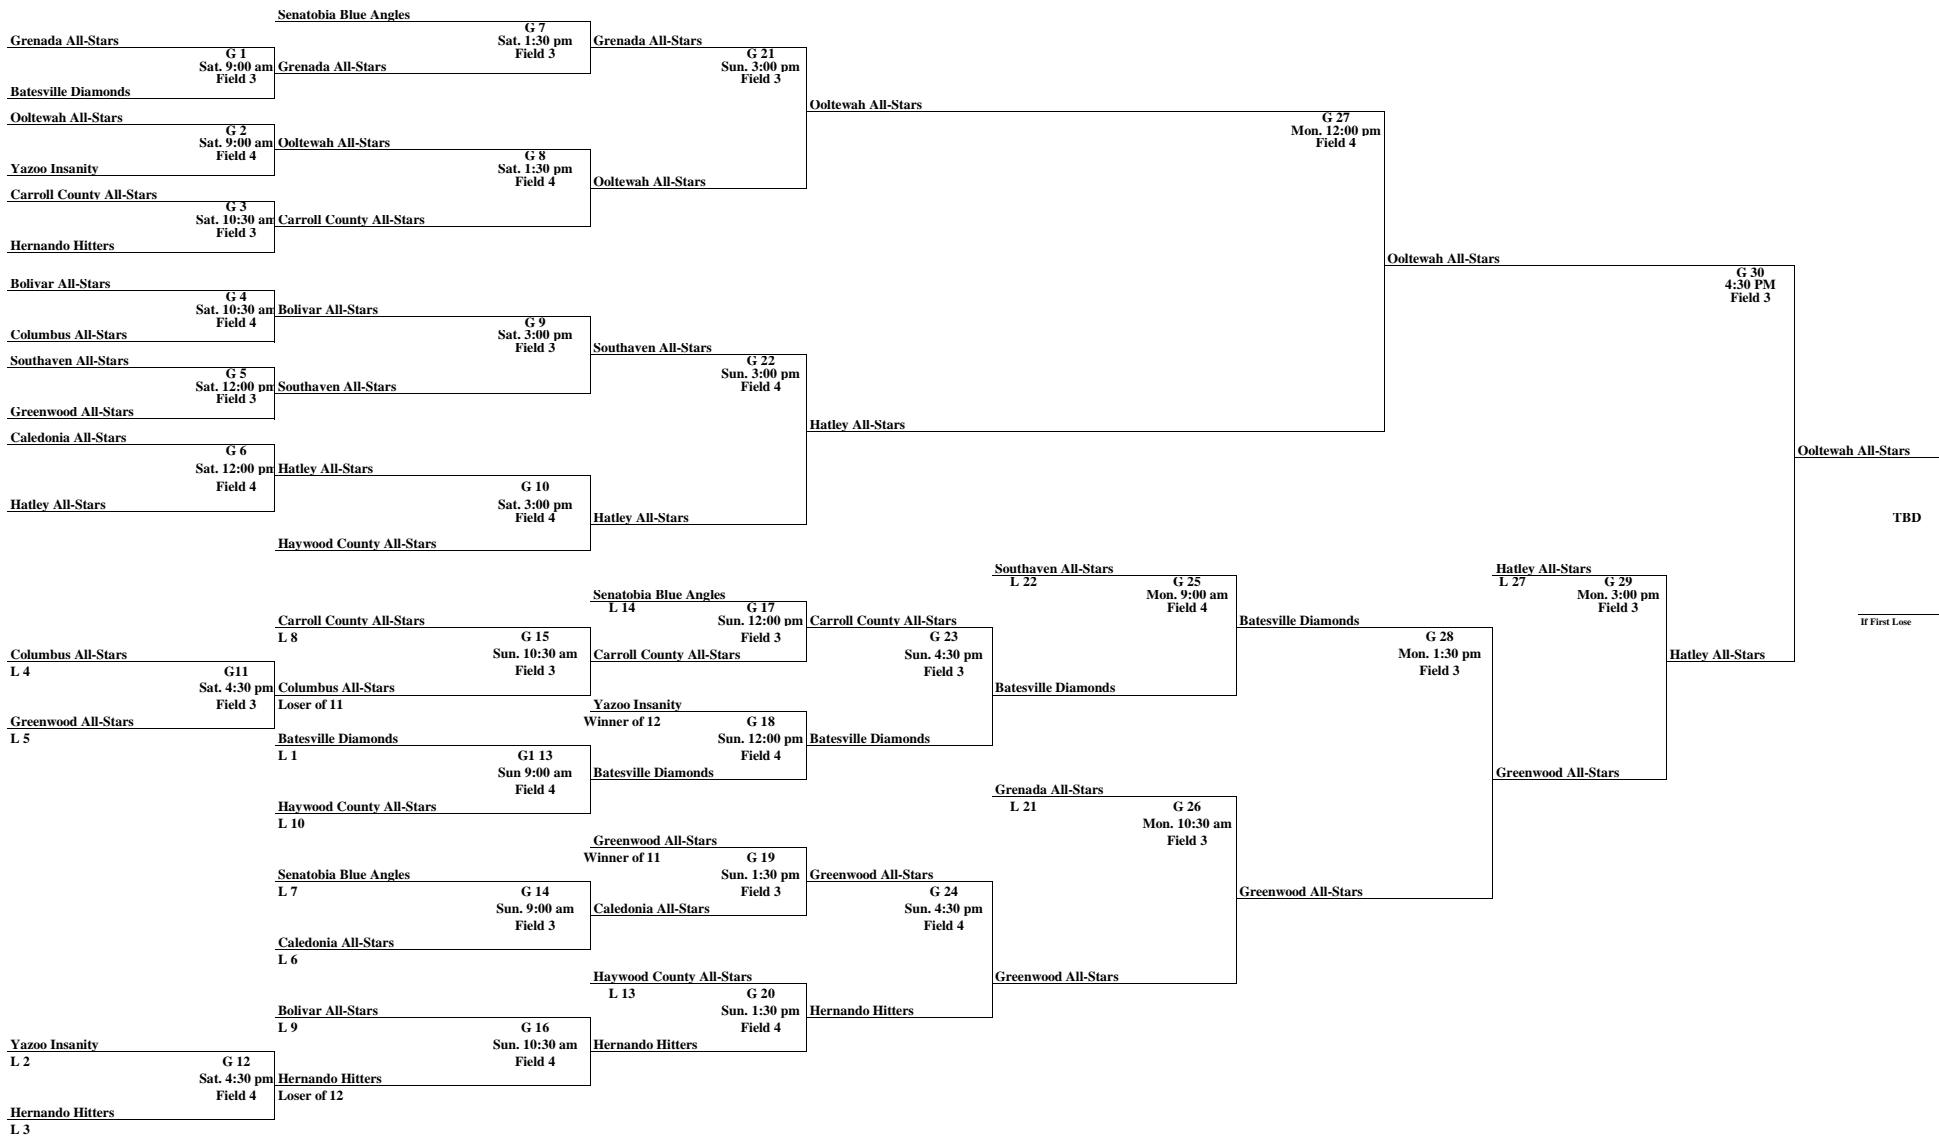 Senatobia Blue Angles
G 7
Sat. 1:30 pm
Field 3
Grenada All-Stars
G 1
Sat. 9:00 am
Field 3
Grenada All-Stars
Batesville Diamonds
Grenada All-Stars
G 21
Sun. 3:00 pm
Field 3
Ooltewah All-Stars
G 2
Sat. 9:00 am
Field 4
Ooltewah All-Stars
Yazoo Insanity
G 8
Sat. 1:30 pm
Field 4
Ooltewah All-Stars
Carroll County All-Stars
G 3
Sat. 10:30 am
Field 3
Carroll County All-Stars
Hernando Hitters
Ooltewah All-Stars
G 27
Mon. 12:00 pm
Field 4
Bolivar All-Stars
G 4
Sat. 10:30 am
Field 4
Bolivar All-Stars
Columbus All-Stars
G 9
Sat. 3:00 pm
Field 3
Southaven All-Stars
G 5
Sat. 12:00 pm
Field 3
Southaven All-Stars
Greenwood All-Stars
Southaven All-Stars
G 22
Sun. 3:00 pm
Field 4
Caledonia All-Stars
G 6
Sat. 12:00 pm
Field 4
Hatley All-Stars
Hatley All-Stars
G 10
Sat. 3:00 pm
Field 4
Hatley All-Stars
Haywood County All-Stars
Hatley All-Stars
Ooltewah All-Stars
G 30
4:30 PM
Field 3
Ooltewah All-Stars
TBD
If First Lose
Columbus All-Stars
L 4
G11
Sat. 4:30 pm
Field 3
Greenwood All-Stars
L 5
Carroll County All-Stars
L 8
G 15
Sun. 10:30 am
Field 3
Columbus All-Stars
Loser of 11
Senatobia Blue Angles
L 14
G 17
Sun. 12:00 pm
Field 3
Carroll County All-Stars
Carroll County All-Stars
G 23
Sun. 4:30 pm
Field 3
Batesville Diamonds
L 1
G1 13
Sun 9:00 am
Field 4
Haywood County All-Stars
L 10
Yazoo Insanity
Winner of 12
G 18
Sun. 12:00 pm
Field 4
Batesville Diamonds
Batesville Diamonds
Southaven All-Stars
L 22
G 25
Mon. 9:00 am
Field 4
Batesville Diamonds
Batesville Diamonds
G 28
Mon. 1:30 pm
Field 3
Hatley All-Stars
L 27
G 29
Mon. 3:00 pm
Field 3
Hatley All-Stars
Greenwood All-Stars
Grenada All-Stars
L 21
G 26
Mon. 10:30 am
Field 3
Greenwood All-Stars
Senatobia Blue Angles
L 7
G 14
Sun. 9:00 am
Field 3
Caledonia All-Stars
L 6
Greenwood All-Stars
Winner of 11
G 19
Sun. 1:30 pm
Field 3
Caledonia All-Stars
Greenwood All-Stars
G 24
Sun. 4:30 pm
Field 4
Greenwood All-Stars
Haywood County All-Stars
L 13
G 20
Sun. 1:30 pm
Field 4
Hernando Hitters
Hernando Hitters
Bolivar All-Stars
L 9
G 16
Sun. 10:30 am
Field 4
Hernando Hitters
Loser of 12
Yazoo Insanity
L 2
G 12
Sat. 4:30 pm
Field 4
Hernando Hitters
L 3